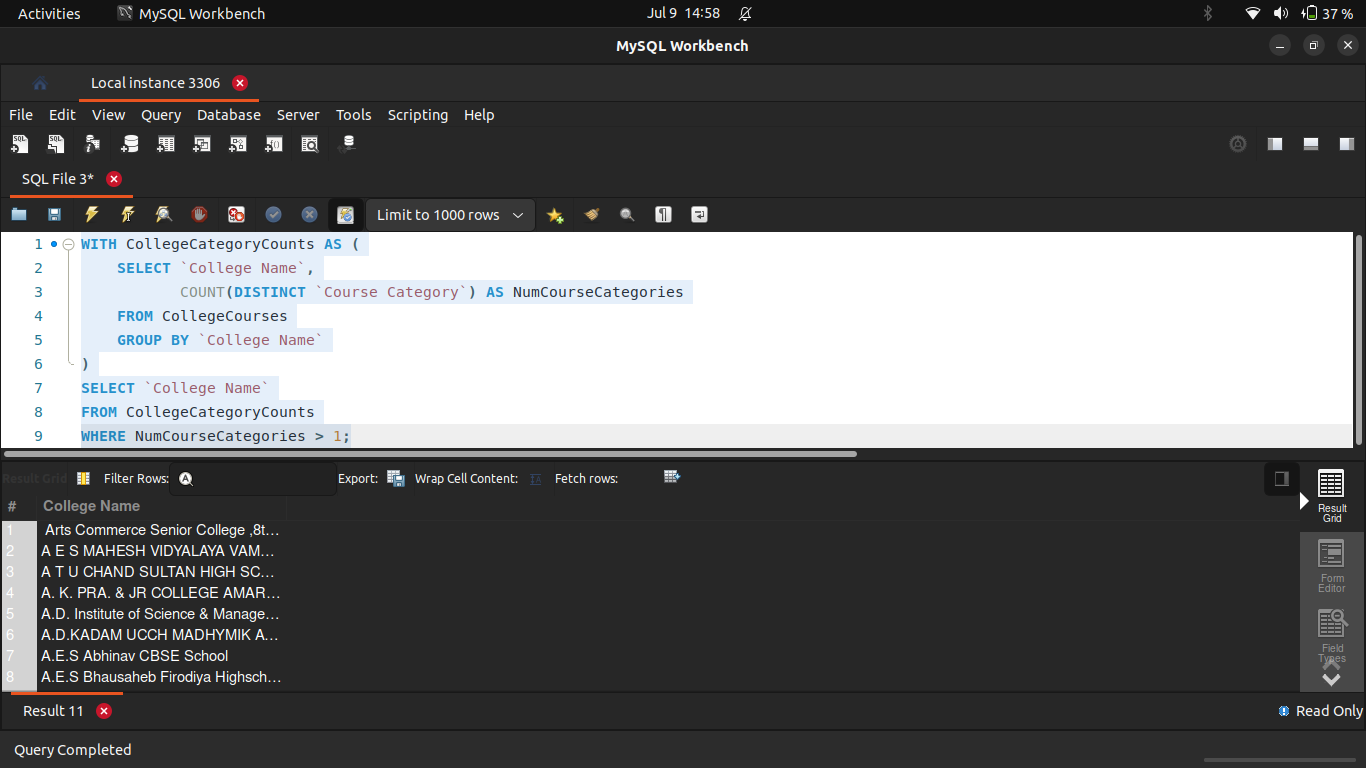 Activities MySQL Workbench Jul 9 14:58 37 %
MySQL Workbench
Local instance 3306
File Edit View Query Database Server Tools Scripting Help
SQL File 3*
Limit to 1000 rows
1 WITH CollegeCategoryCounts AS (
2 SELECT `College Name`,
3 COUNT(DISTINCT `Course Category`) AS NumCourseCategories
4 FROM CollegeCourses
5 GROUP BY `College Name`
6 )
7 SELECT `College Name`
8 FROM CollegeCategoryCounts
9 WHERE NumCourseCategories > 1;
Result Grid Filter Rows: Export: Wrap Cell Content: Fetch rows:
# College Name
1 Arts Commerce Senior College ,8t...
2 A E S MAHESH VIDYALAYA VAM...
3 A T U CHAND SULTAN HIGH SC...
4 A. K. PRA. & JR COLLEGE AMAR...
5 A.D. Institute of Science & Manage...
6 A.D.KADAM UCCH MADHYMIK A...
7 A.E.S Abhinav CBSE School
8 A.E.S Bhausaheb Firodiya Highsch...
Result
Grid
Form
Editor
Field
Types
Result 11 Read Only
Query Completed